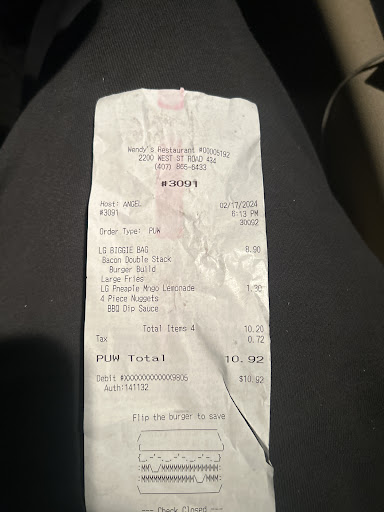 Wendy's Restaurant #00005192
2200 WEST ST ROAD 434
(407) 865-6433
#3091
Host: ANGEL 02/17/2024
#3091 6:13 PM
30092
Order Type: PUW
LG BIGGIE BAG 8.90
Bacon Double Stack
Burger Build
Large Fries
LG Pneaple Mngo Lemonade 1.30
4 Piece Nuggets
BBQ Dip Sauce
Total Items 4 10.20
Tax 0.72
PUW Total 10.92
Debit #XXXXXXXXXXXX9805 $10.92
Auth:141132
Flip the burger to save
--- Check Closed ---